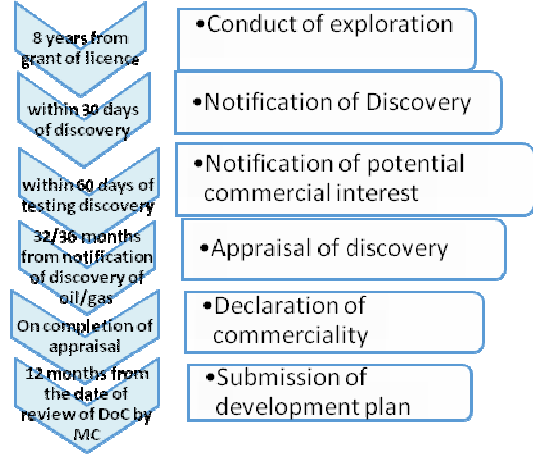 8 years from
grant of licence
•Conduct of exploration
within 30 days
of discovery
•Notification of Discovery
within 60 days of
testing discovery
•Notification of potential
commercial interest
32/36 months
from notification
of discovery of
oil/gas
•Appraisal of discovery
On completion of
appraisal
•Declaration of
commerciality
12 months from
the date of
review of DoC by
MC
•Submission of
development plan